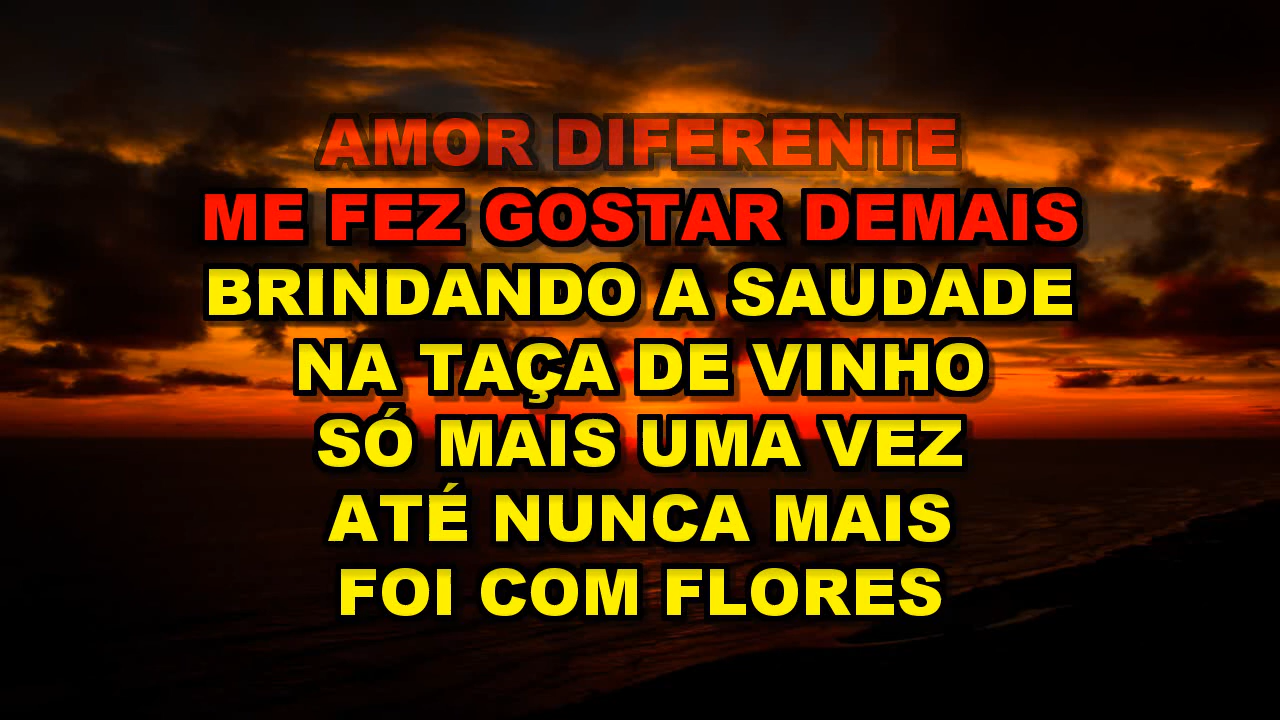 AMOR DIFERENTE
ME FEZ GOSTAR DEMAIS
BRINDANDO A SAUDADE
NA TAÇA DE VINHO
SÓ MAIS UMA VEZ
ATÉ NUNCA MAIS
FOI COM FLORES